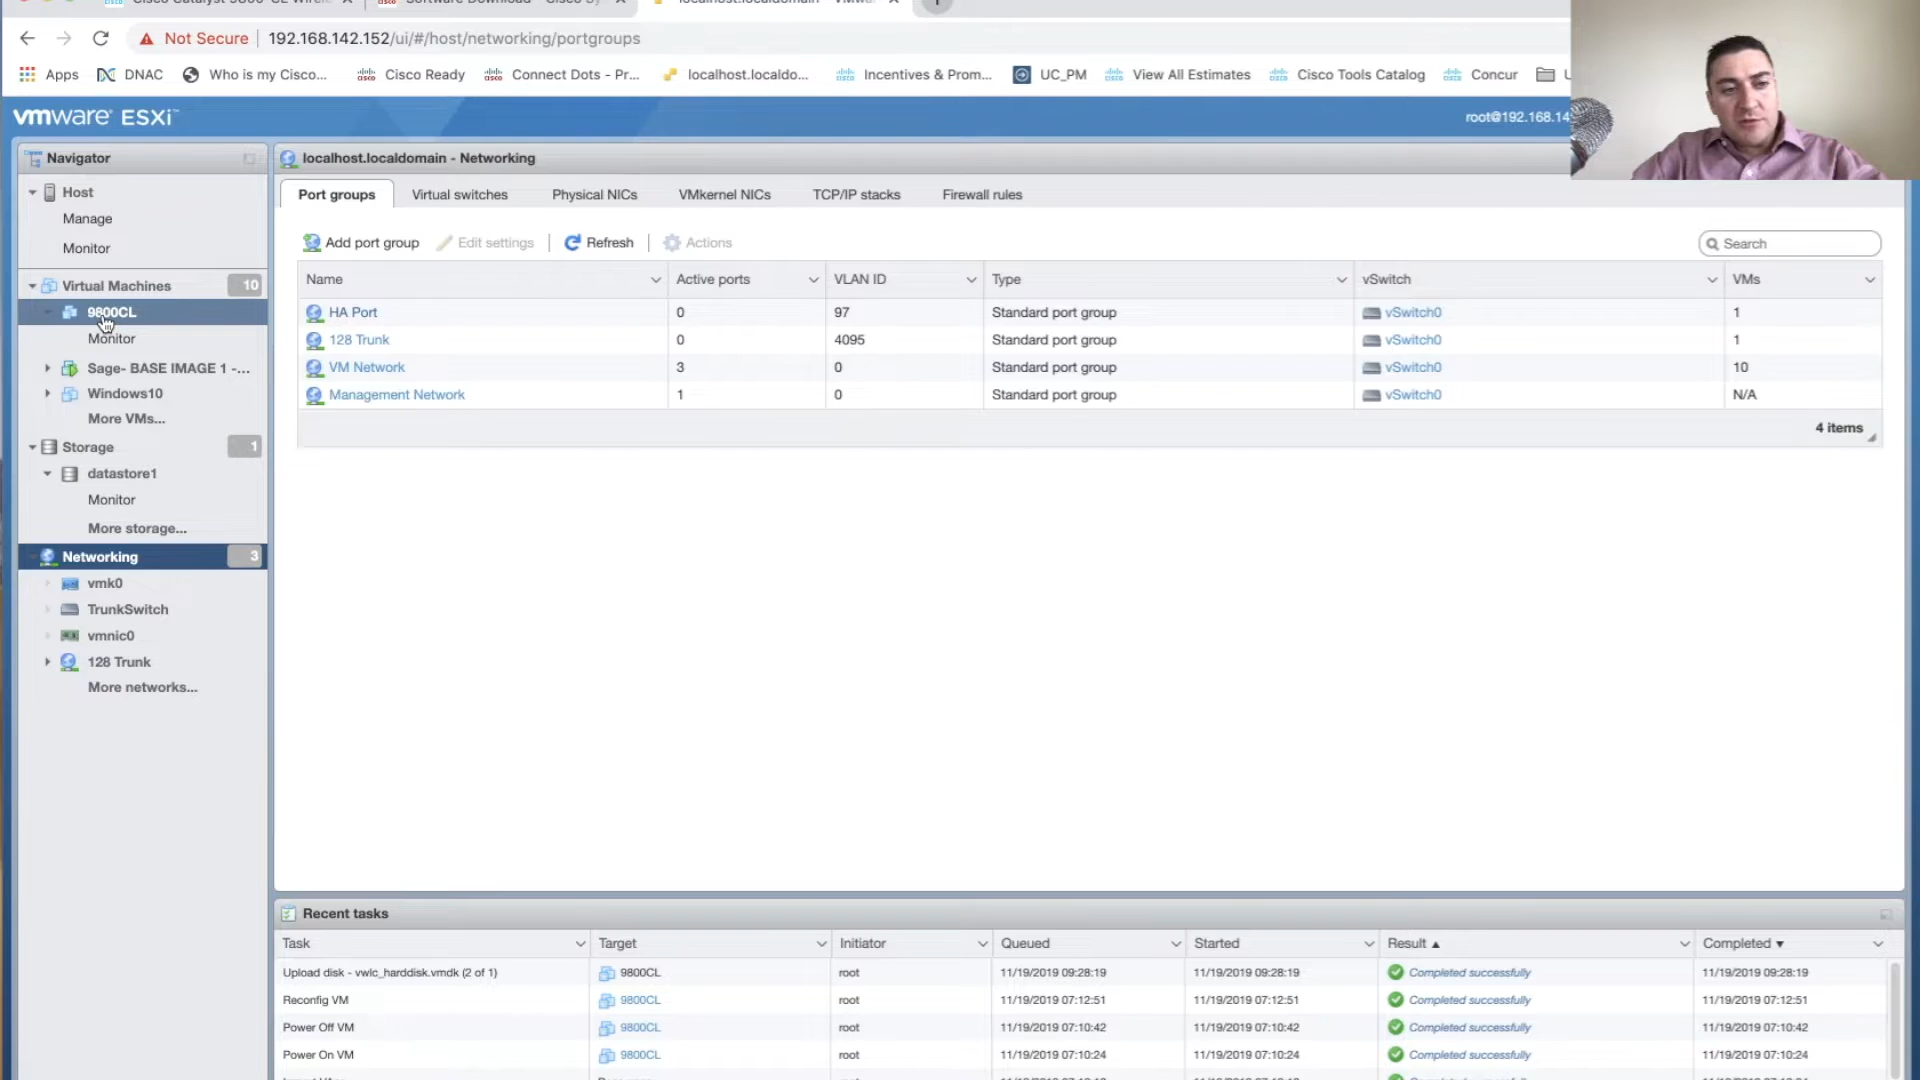 Not Secure 192.168.142.152/ui/#/host/networking/portgroups
Apps DNAC Who is my Cisco... Cisco Ready Connect Dots - Pr... localhost.localdo... Incentives & Prom... UC_PM View All Estimates Cisco Tools Catalog Concur
vmware ESXi™ root@192.168.14
Navigator
Host
Manage
Monitor
Virtual Machines 10
9800CL
Monitor
Sage- BASE IMAGE 1 -...
Windows10
More VMs...
Storage 1
datastore1
Monitor
More storage...
Networking 3
vmk0
TrunkSwitch
vmnic0
128 Trunk
More networks...
localhost.localdomain - Networking
Port groups Virtual switches Physical NICs VMkernel NICs TCP/IP stacks Firewall rules
Add port group Edit settings Refresh Actions Search
Name Active ports VLAN ID Type vSwitch VMs
HA Port 0 97 Standard port group vSwitch0 1
128 Trunk 0 4095 Standard port group vSwitch0 1
VM Network 3 0 Standard port group vSwitch0 10
Management Network 1 0 Standard port group vSwitch0 N/A
4 items
Recent tasks
Task Target Initiator Queued Started Result ▲ Completed ▼
Upload disk - vwlc_harddisk.vmdk (2 of 1) 9800CL root 11/19/2019 09:28:19 11/19/2019 09:28:19 Completed successfully 11/19/2019 09:28:19
Reconfig VM 9800CL root 11/19/2019 07:12:51 11/19/2019 07:12:51 Completed successfully 11/19/2019 07:12:51
Power Off VM 9800CL root 11/19/2019 07:10:42 11/19/2019 07:10:42 Completed successfully 11/19/2019 07:10:42
Power On VM 9800CL root 11/19/2019 07:10:24 11/19/2019 07:10:24 Completed successfully 11/19/2019 07:10:24